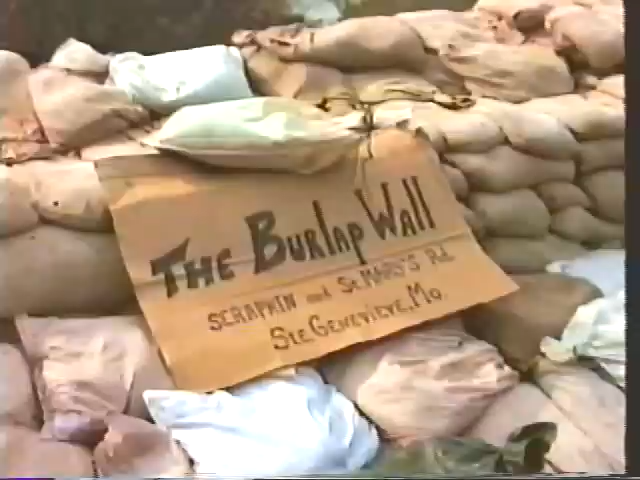 THE BURLAP WALL
SERAPHIN and St. MARY'S Rd.
STE GENEVIEVE, MO.